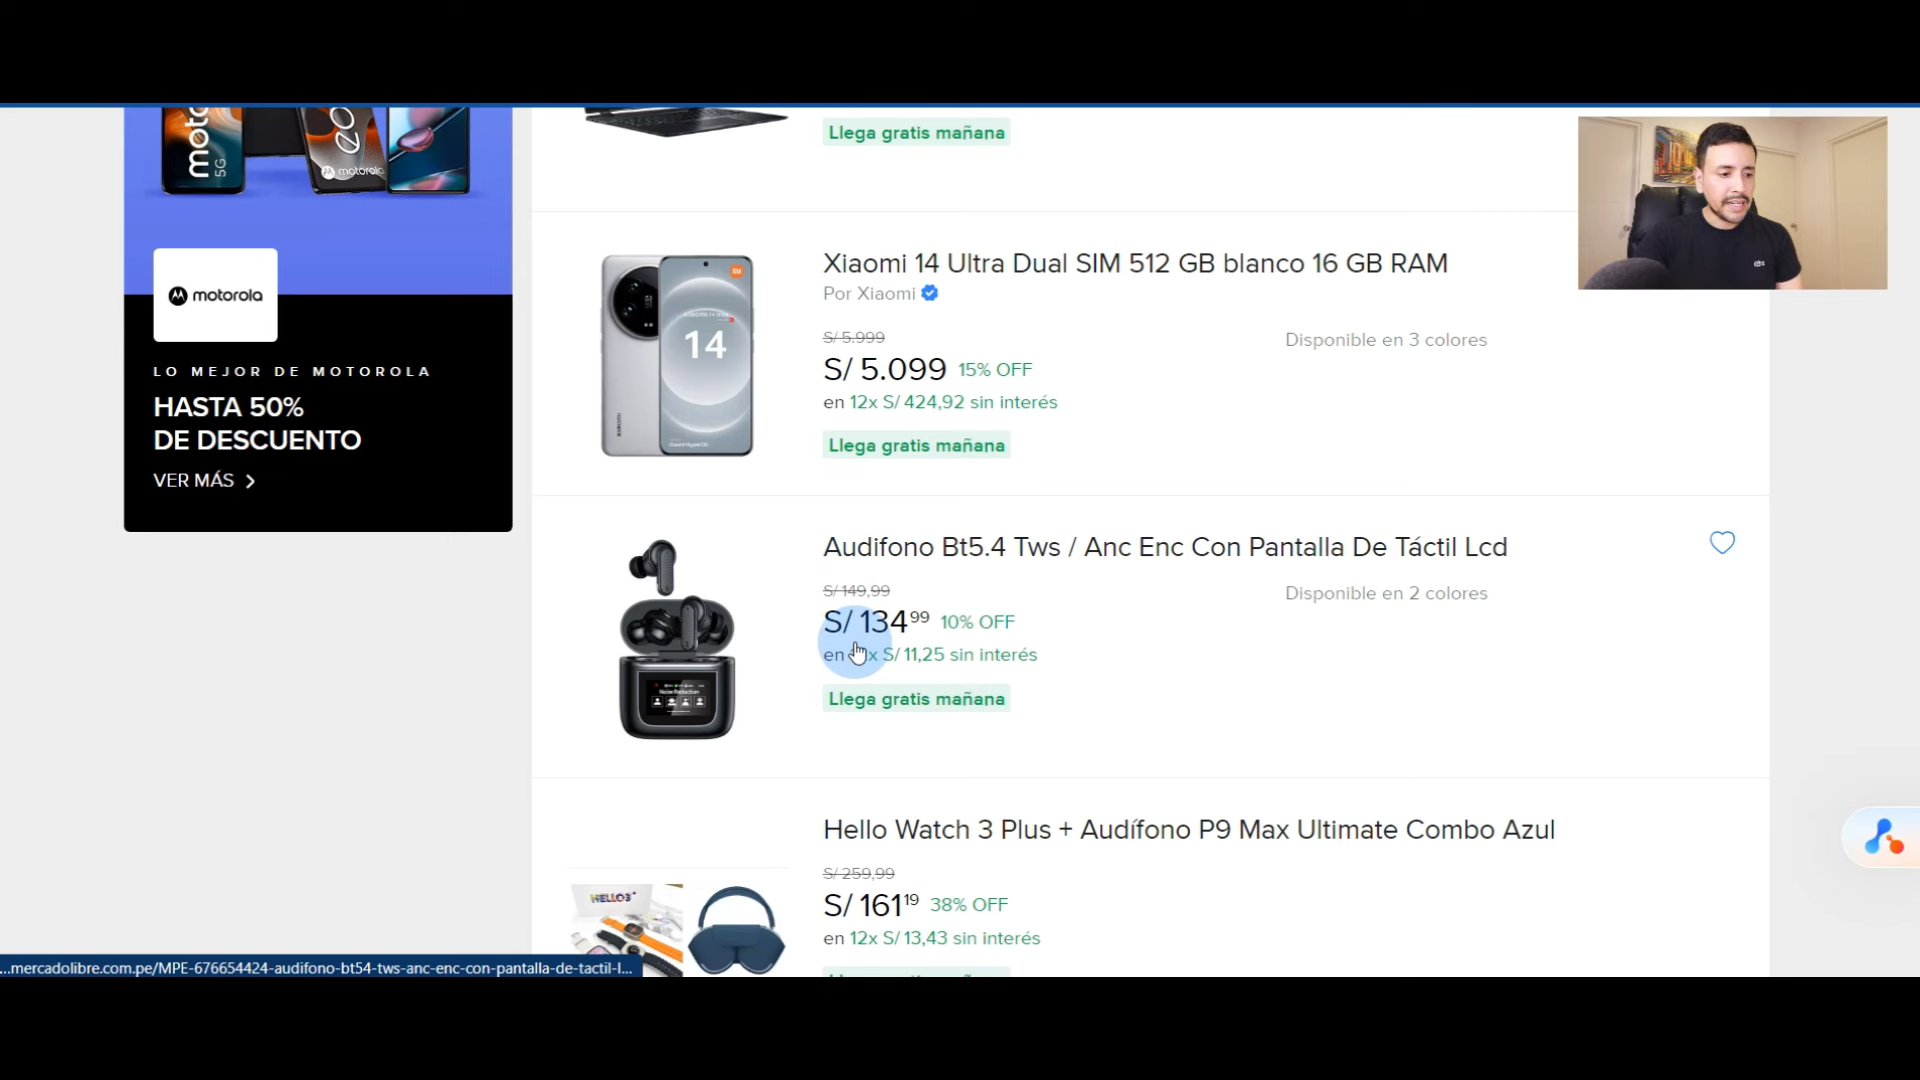 moto
5G
motorola
motorola
LO MEJOR DE MOTOROLA
HASTA 50%
DE DESCUENTO
VER MÁS
Llega gratis mañana
14
Xiaomi 14 Ultra Dual SIM 512 GB blanco 16 GB RAM
Por Xiaomi
S/ 5.999
Disponible en 3 colores
S/ 5.099 15% OFF
en 12x S/ 424,92 sin interés
Llega gratis mañana
Audifono Bt5.4 Tws / Anc Enc Con Pantalla De Táctil Lcd
S/ 149,99
Disponible en 2 colores
S/ 134 99 10% OFF
en x S/ 11,25 sin interés
Llega gratis mañana
Noise Reduction
Hello Watch 3 Plus + Audífono P9 Max Ultimate Combo Azul
S/ 259,99
S/ 161 19 38% OFF
en 12x S/ 13,43 sin interés
HELLO3+
...mercadolibre.com.pe/MPE-676654424-audifono-bt54-tws-anc-enc-con-pantalla-de-tactil-l...